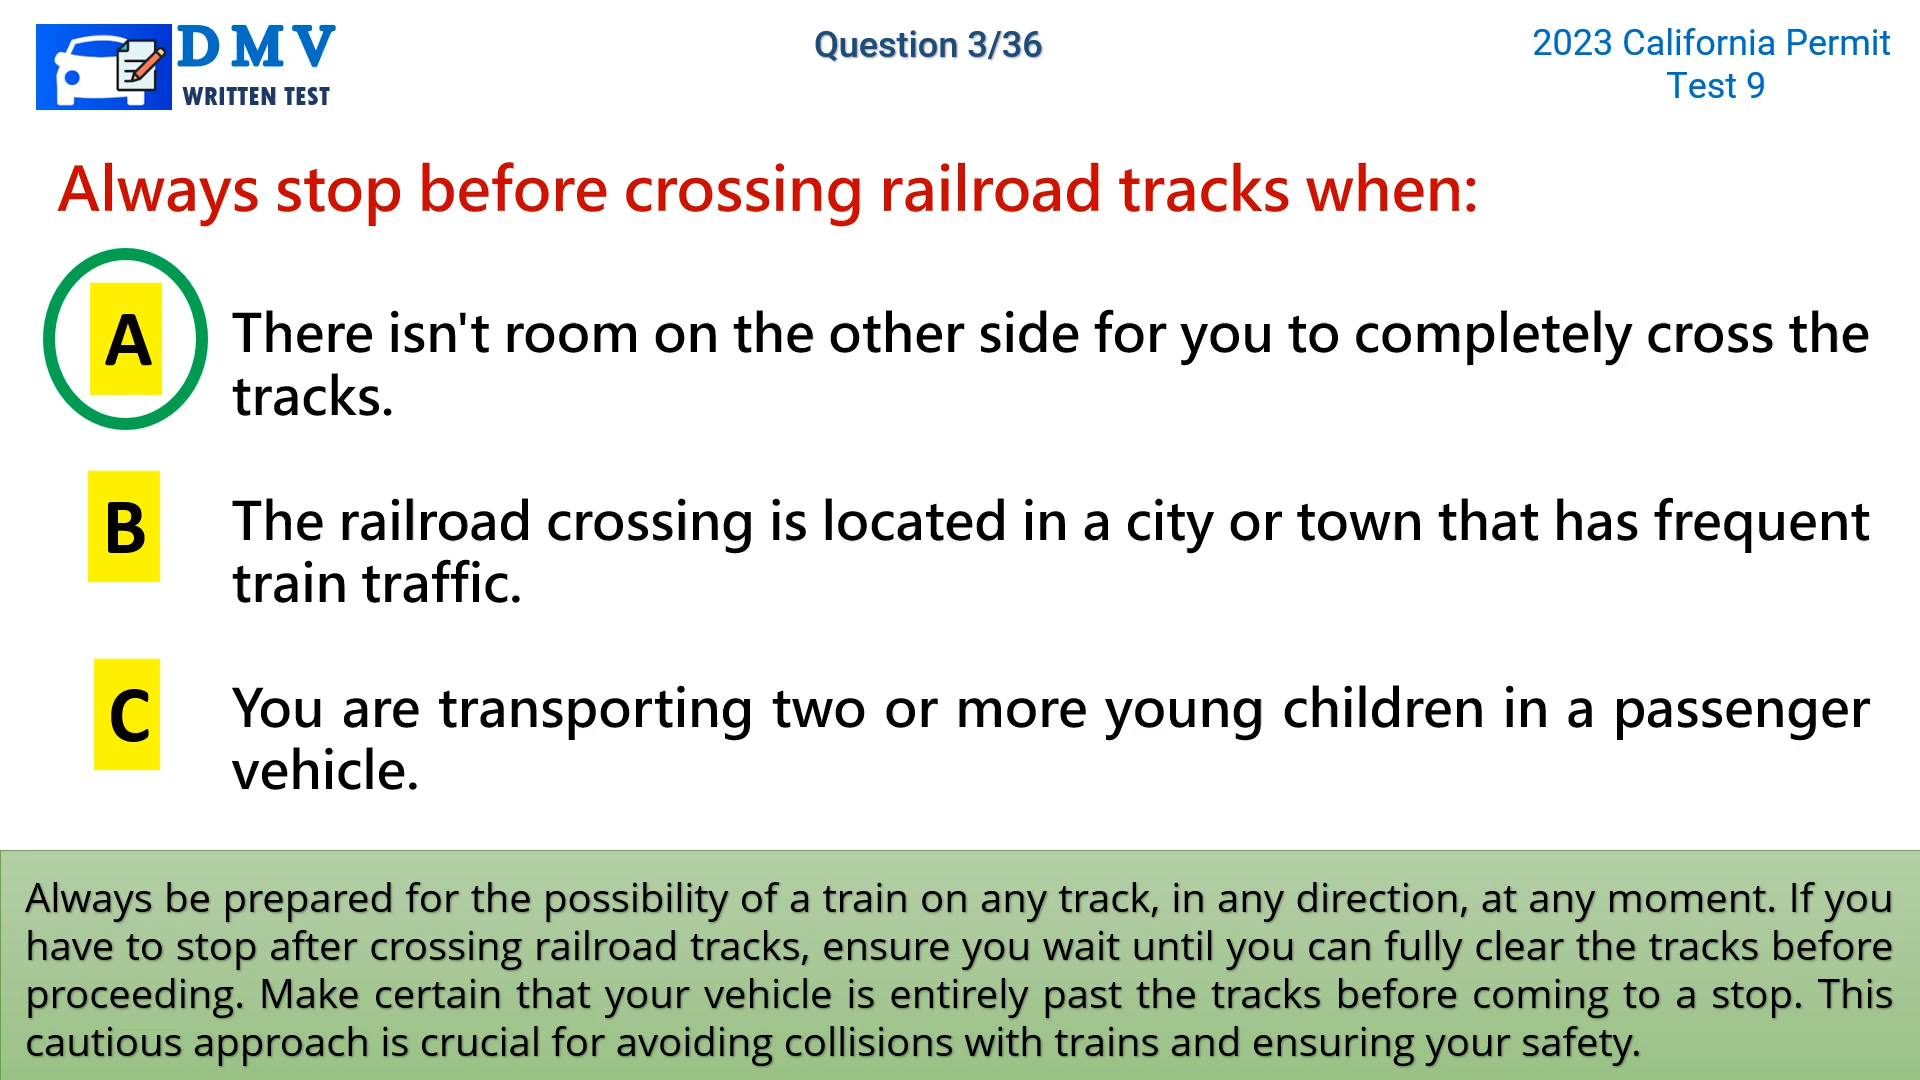 DMV
WRITTEN TEST
Question 3/36
2023 California Permit
Test 9
Always stop before crossing railroad tracks when:
A
There isn't room on the other side for you to completely cross the
tracks.
B
The railroad crossing is located in a city or town that has frequent
train traffic.
C
You are transporting two or more young children in a passenger
vehicle.
Always be prepared for the possibility of a train on any track, in any direction, at any moment. If you
have to stop after crossing railroad tracks, ensure you wait until you can fully clear the tracks before
proceeding. Make certain that your vehicle is entirely past the tracks before coming to a stop. This
cautious approach is crucial for avoiding collisions with trains and ensuring your safety.